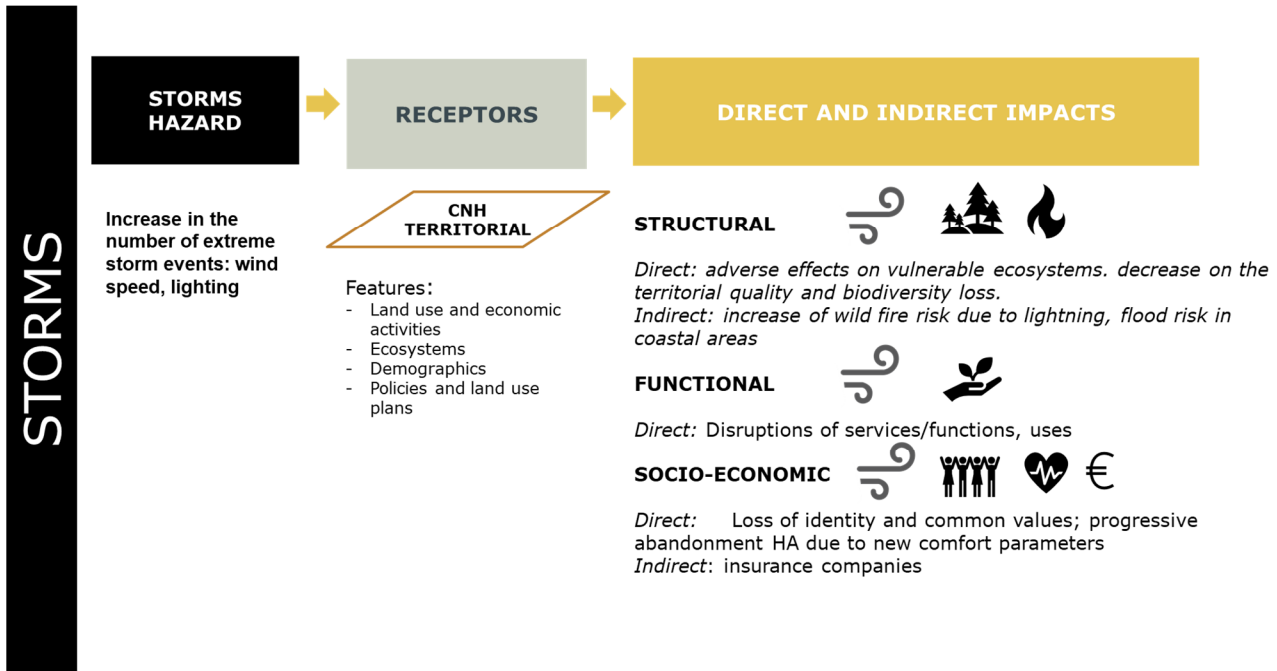 STORMS
STORMS
HAZARD
RECEPTORS
DIRECT AND INDIRECT IMPACTS
Increase in the
number of extreme
storm events: wind
speed, lighting
CNH
TERRITORIAL
Features:
- Land use and economic
activities
- Ecosystems
- Demographics
- Policies and land use
plans
STRUCTURAL
Direct: adverse effects on vulnerable ecosystems. decrease on the
territorial quality and biodiversity loss.
Indirect: increase of wild fire risk due to lightning, flood risk in
coastal areas
FUNCTIONAL
Direct: Disruptions of services/functions, uses
SOCIO-ECONOMIC
€
Direct: Loss of identity and common values; progressive
abandonment HA due to new comfort parameters
Indirect: insurance companies